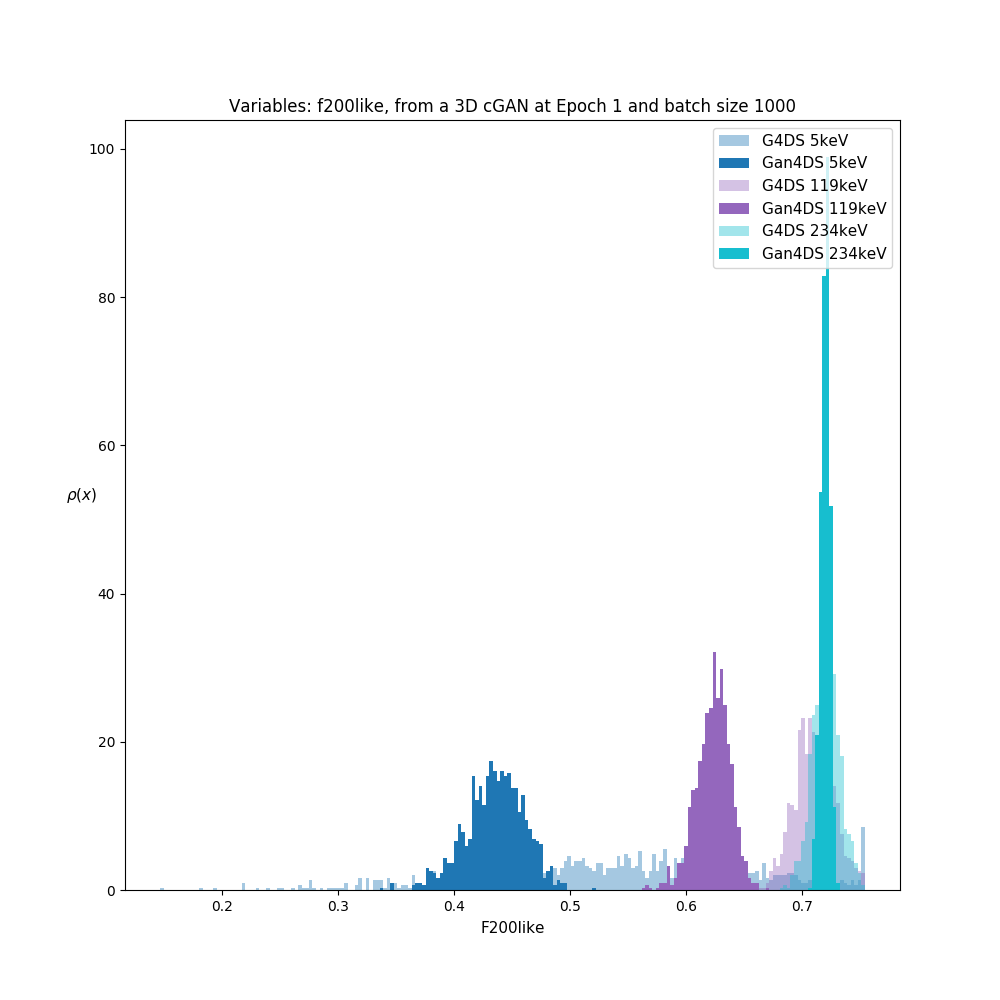 Variables: f200like, from a 3D cGAN at Epoch 1 and batch size 1000
100
80
60
40
20
0
ρ(x)
G4DS 5keV
Gan4DS 5keV
G4DS 119keV
Gan4DS 119keV
G4DS 234keV
Gan4DS 234keV
0.2 0.3 0.4 0.5 0.6 0.7
F200like